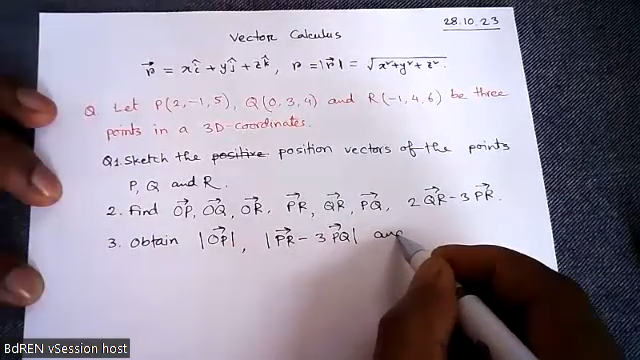 28.10.23
Vector Calculus
r⃗ = xî + yĵ + zk̂, r = |r⃗| = √x²+y²+z².
Q. Let P(2,-1,5), Q(0,3,4) and R(-1,4,6) be three
points in a 3D-coordinates.
Q1. Sketch the positive position vectors of the points
P, Q and R.
2. Find OP⃗, OQ⃗, OR⃗, PR⃗, QR⃗, PQ⃗, 2QR⃗-3PR⃗.
3. Obtain |OP⃗|, |PR⃗-3PQ⃗| and
BdREN vSession host